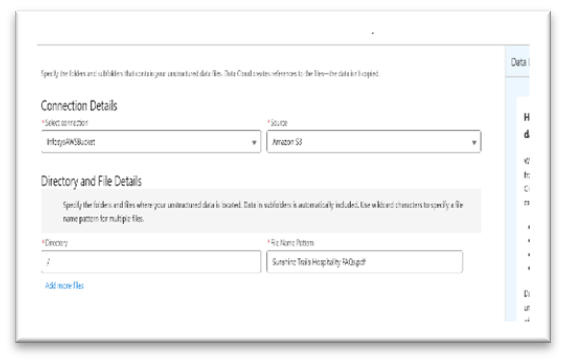 Specify the folders and subfolders that contain your unstructured data files. Data Cloud creates references to the files—the data isn't copied.
Connection Details
*Select connection
*Source
InfosysAWSBucket
Amazon S3
Directory and File Details
Specify the folders and files where your unstructured data is located. Data in subfolders is automatically included. Use wildcard characters to specify a file
name pattern for multiple files.
*Directory
*File Name Pattern
/
Sunshine Trails Hospitality FAQs.pdf
Add more files
Data
H
d